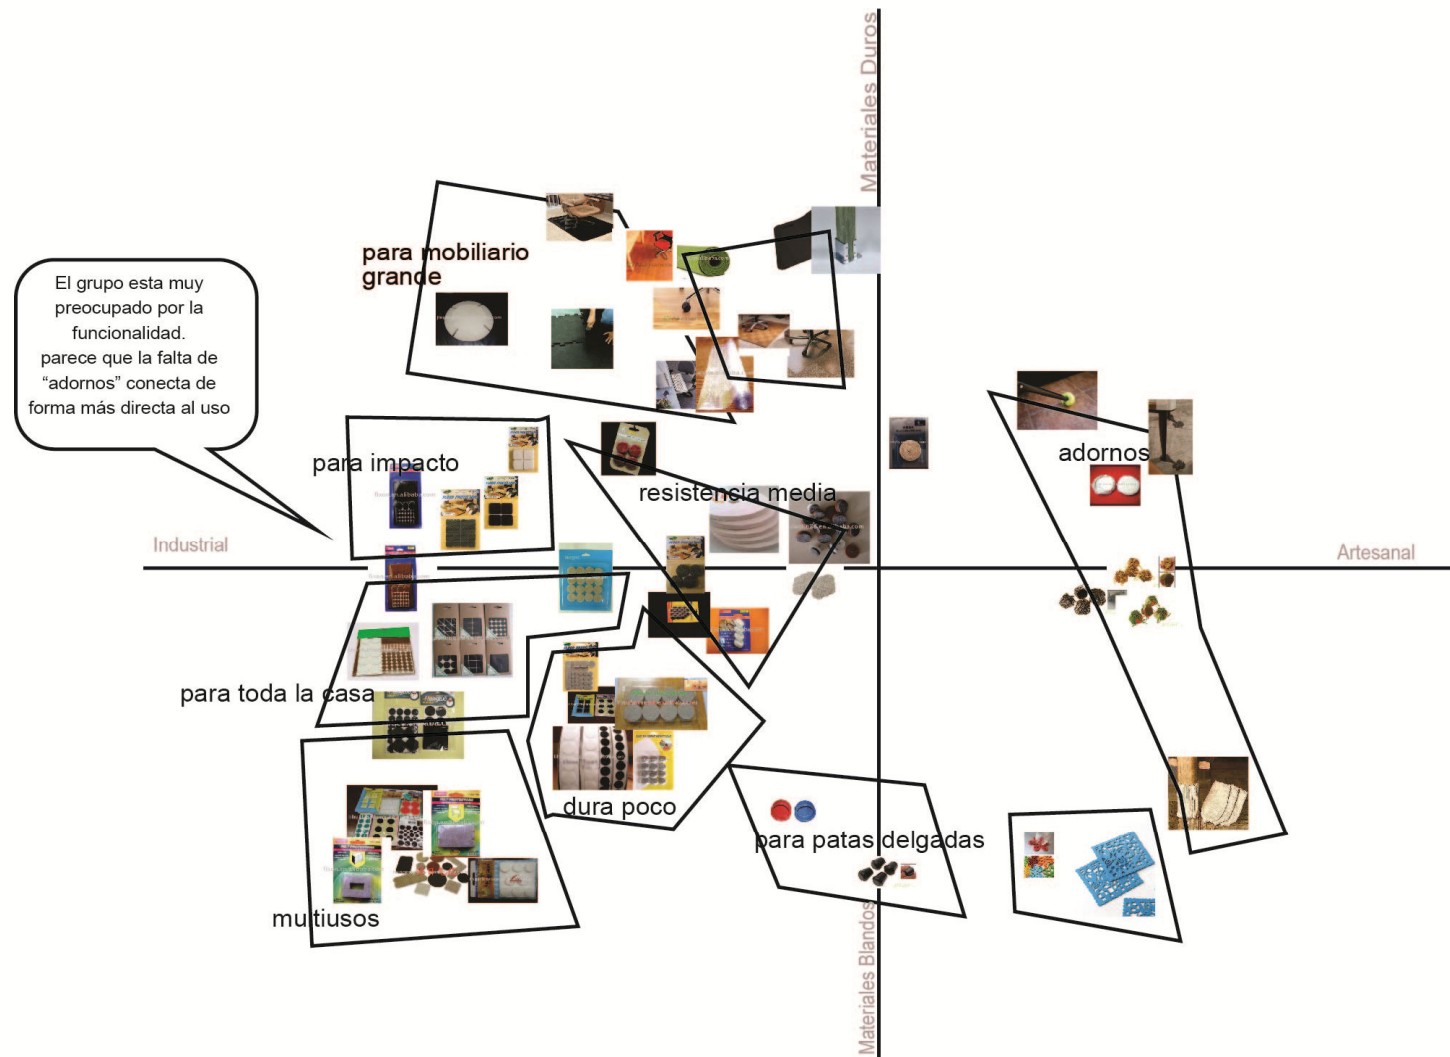 Materiales Duros
para mobiliario
grande
El grupo esta muy
preocupado por la
funcionalidad.
parece que la falta de
“adornos” conecta de
forma más directa al uso
adornos
para impacto
resistencia media
Industrial
Artesanal
para toda la casa
dura poco
para patas delgadas
multiusos
Materiales Blandos